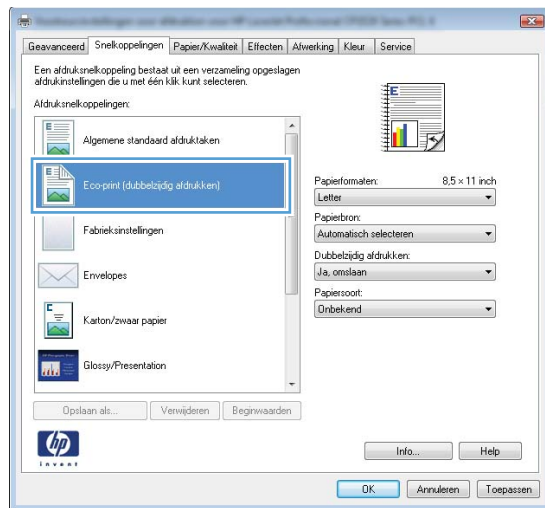 Geavanceerd Snelkoppelingen Papier/Kwaliteit Effecten Afwerking Kleur Service
Een afdruksnelkoppeling bestaat uit een verzameling opgeslagen
afdrukinstellingen die u met één klik kunt selecteren.
Afdruksnelkoppelingen:
Algemene standaard afdruktaken
Eco-print (dubbelzijdig afdrukken)
Fabrieksinstellingen
Envelopes
Karton/zwaar papier
Glossy/Presentation
Opslaan als... Verwijderen Beginwaarden
E
Papierformaten: 8,5 × 11 inch
Letter
Papierbron:
Automatisch selecteren
Dubbelzijdig afdrukken:
Ja, omslaan
Papiersoort:
Onbekend
hp
invent
Info... Help
OK Annuleren Toepassen